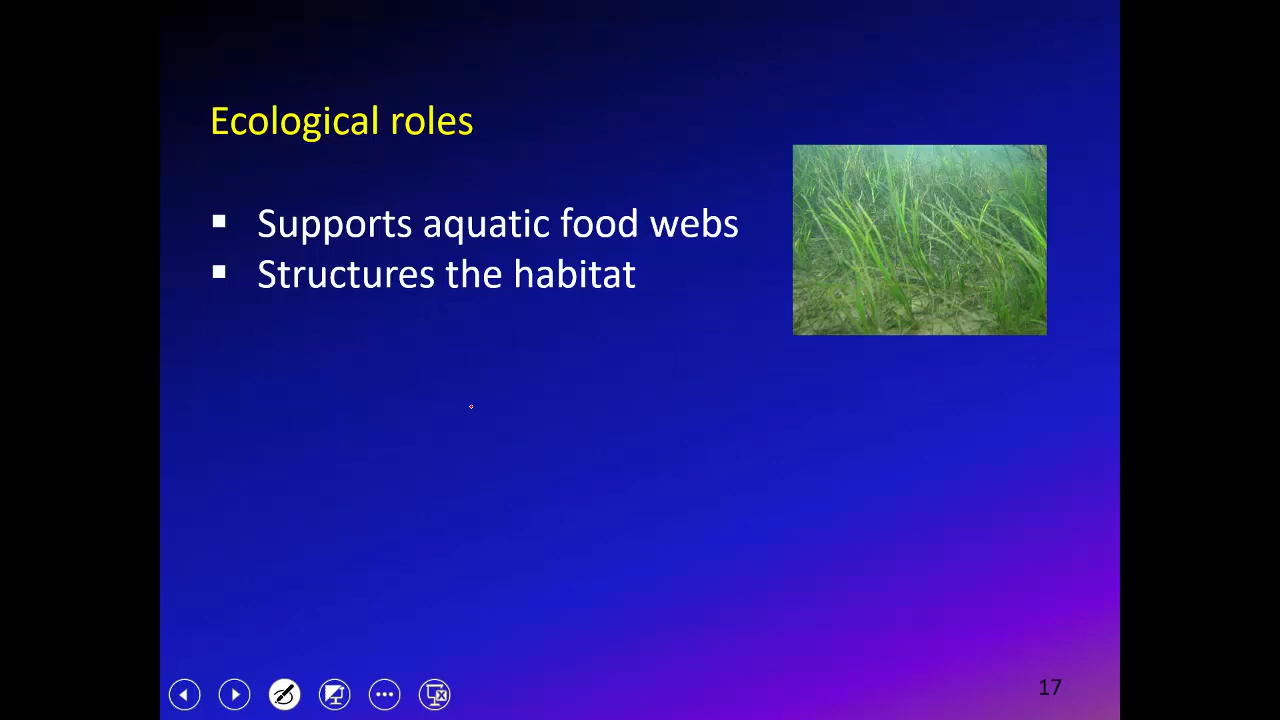 Ecological roles
▪ Supports aquatic food webs
▪ Structures the habitat
17